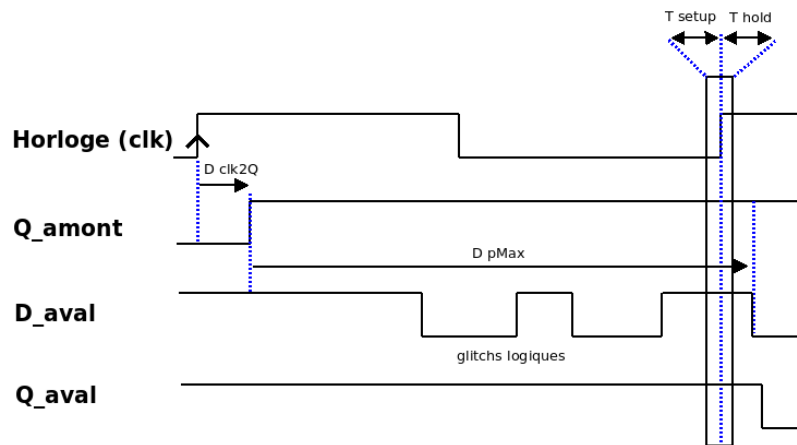 T setup T hold
Horloge (clk)
D clk2Q
Q_amont
D pMax
D_aval
glitchs logiques
Q_aval